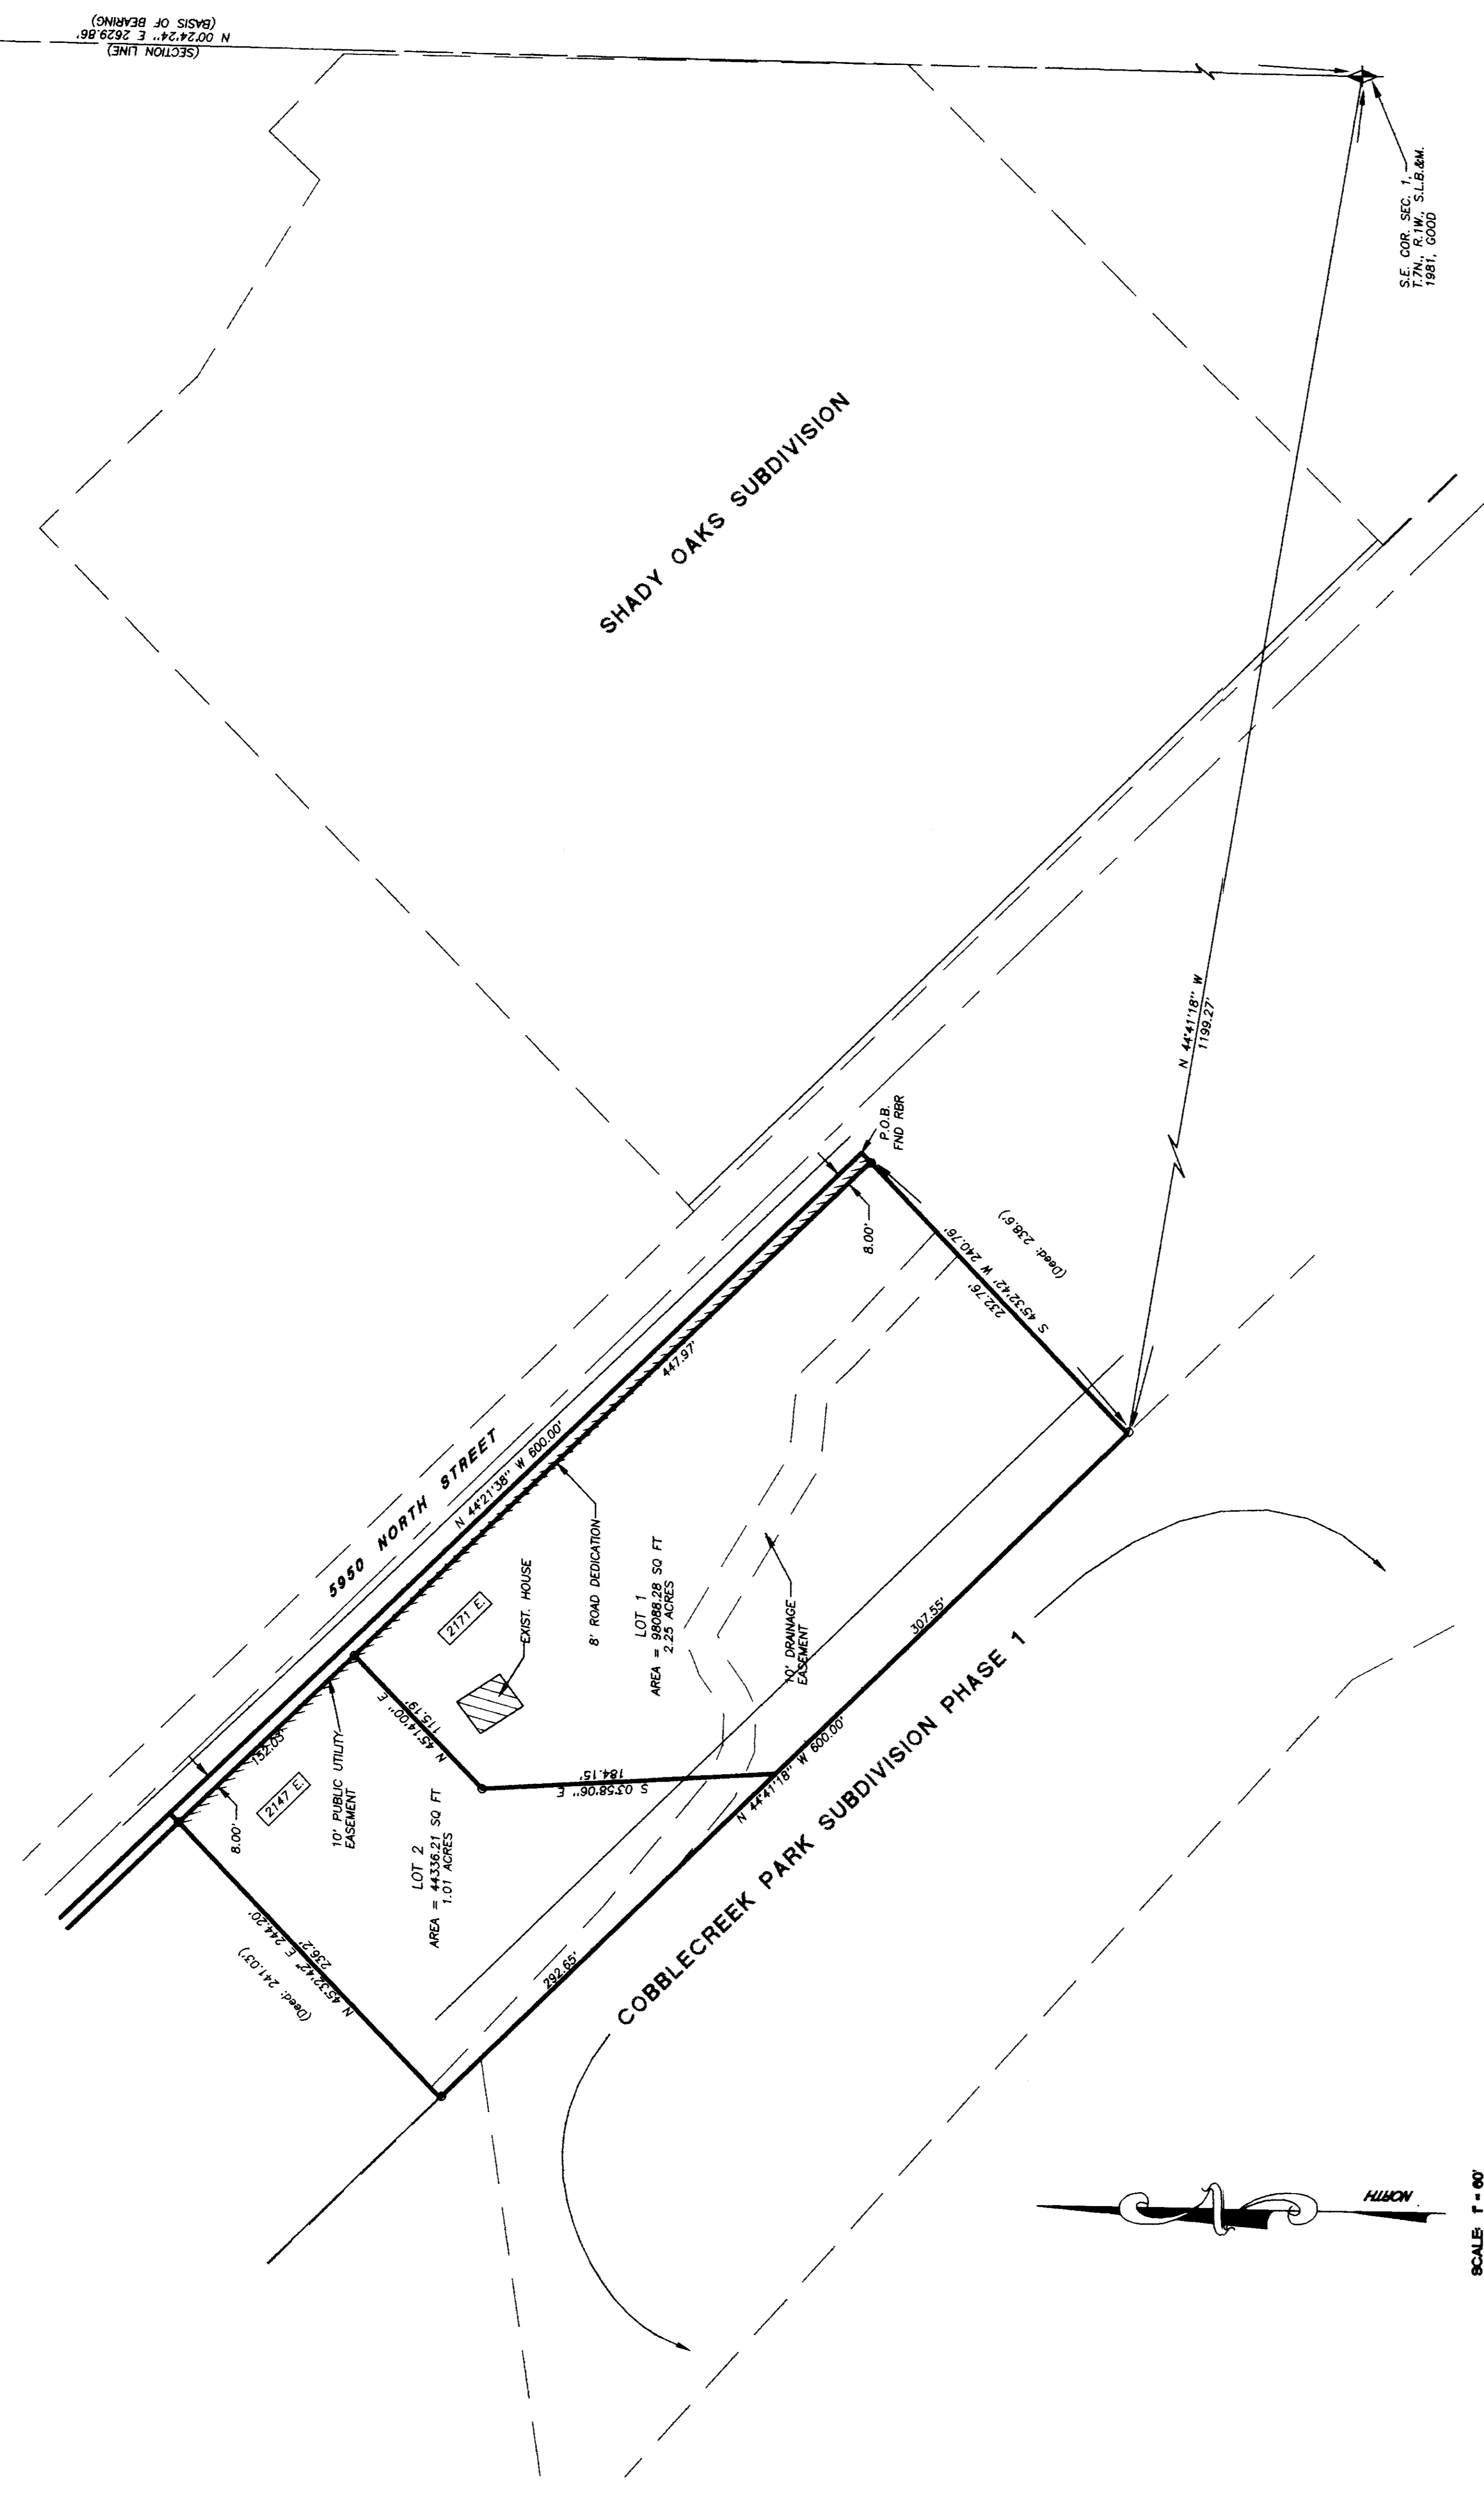 N 00°24'24" E 2629.86'
(BASIS OF BEARING)
(SECTION LINE)
S.E. COR. SEC. 1,
T.7N., R.1W., S.L.B.&M.
1981, GOOD
SHADY OAKS SUBDIVISION
N 44°41'18" W
1199.27'
P.O.B.
FND RBR
8.00'
(Deed: 238.6')
S 45°32'42" W 240.76'
232.76'
447.97'
5950 NORTH STREET
N 44°21'38" W 600.00'
8' ROAD DEDICATION
EXIST. HOUSE
2171 E.
LOT 1
AREA = 98088.28 SQ FT
2.25 ACRES
10' DRAINAGE
EASEMENT
307.55'
N 45°14'00" E
115.19'
S 03°58'06" E
184.15'
N 44°41'18" W 600.00'
152.03'
2147 E.
8.00'
10' PUBLIC UTILITY
EASEMENT
LOT 2
AREA = 44336.21 SQ FT
1.01 ACRES
(Deed: 241.03')
N 45°32'42" E 244.20'
236.2'
292.65'
COBBLECREEK PARK SUBDIVISION PHASE 1
NORTH
SCALE: 1" = 60'